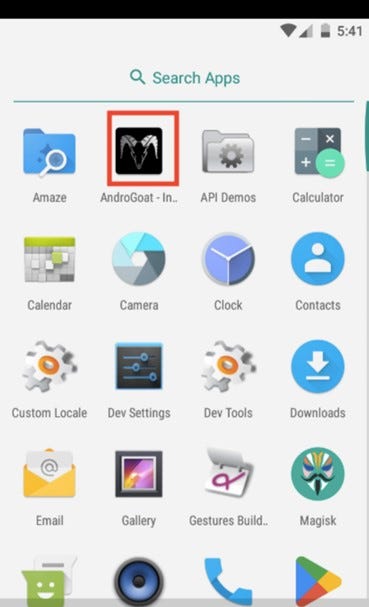 5:41
Search Apps
Amaze
AndroGoat - In..
API Demos
Calculator
Calendar
Camera
Clock
Contacts
Custom Locale
Dev Settings
Dev Tools
Downloads
Email
Gallery
Gestures Build..
Magisk